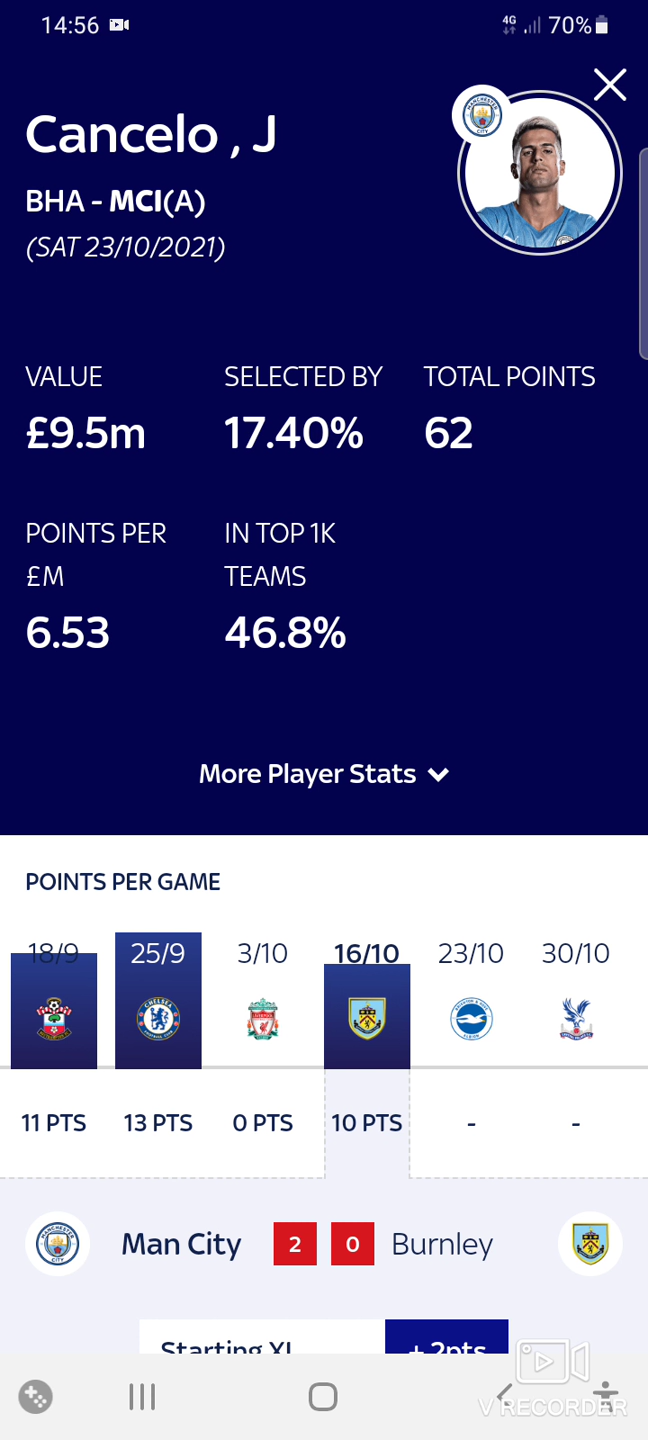 14:56
4G 70%
Cancelo , J
BHA - MCI(A)
(SAT 23/10/2021)
VALUE SELECTED BY TOTAL POINTS
£9.5m 17.40% 62
POINTS PER £M IN TOP 1K TEAMS
6.53 46.8%
More Player Stats
POINTS PER GAME
18/9 25/9 3/10 16/10 23/10 30/10
11 PTS 13 PTS 0 PTS 10 PTS - -
Man City 2 0 Burnley
Starting XI + 2pts
V RECORDER